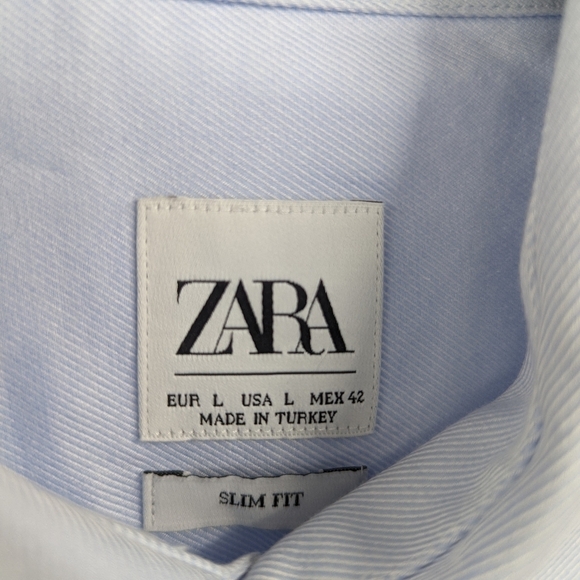 ZARA
EUR L USA L MEX 42
MADE IN TURKEY
SLIM FIT